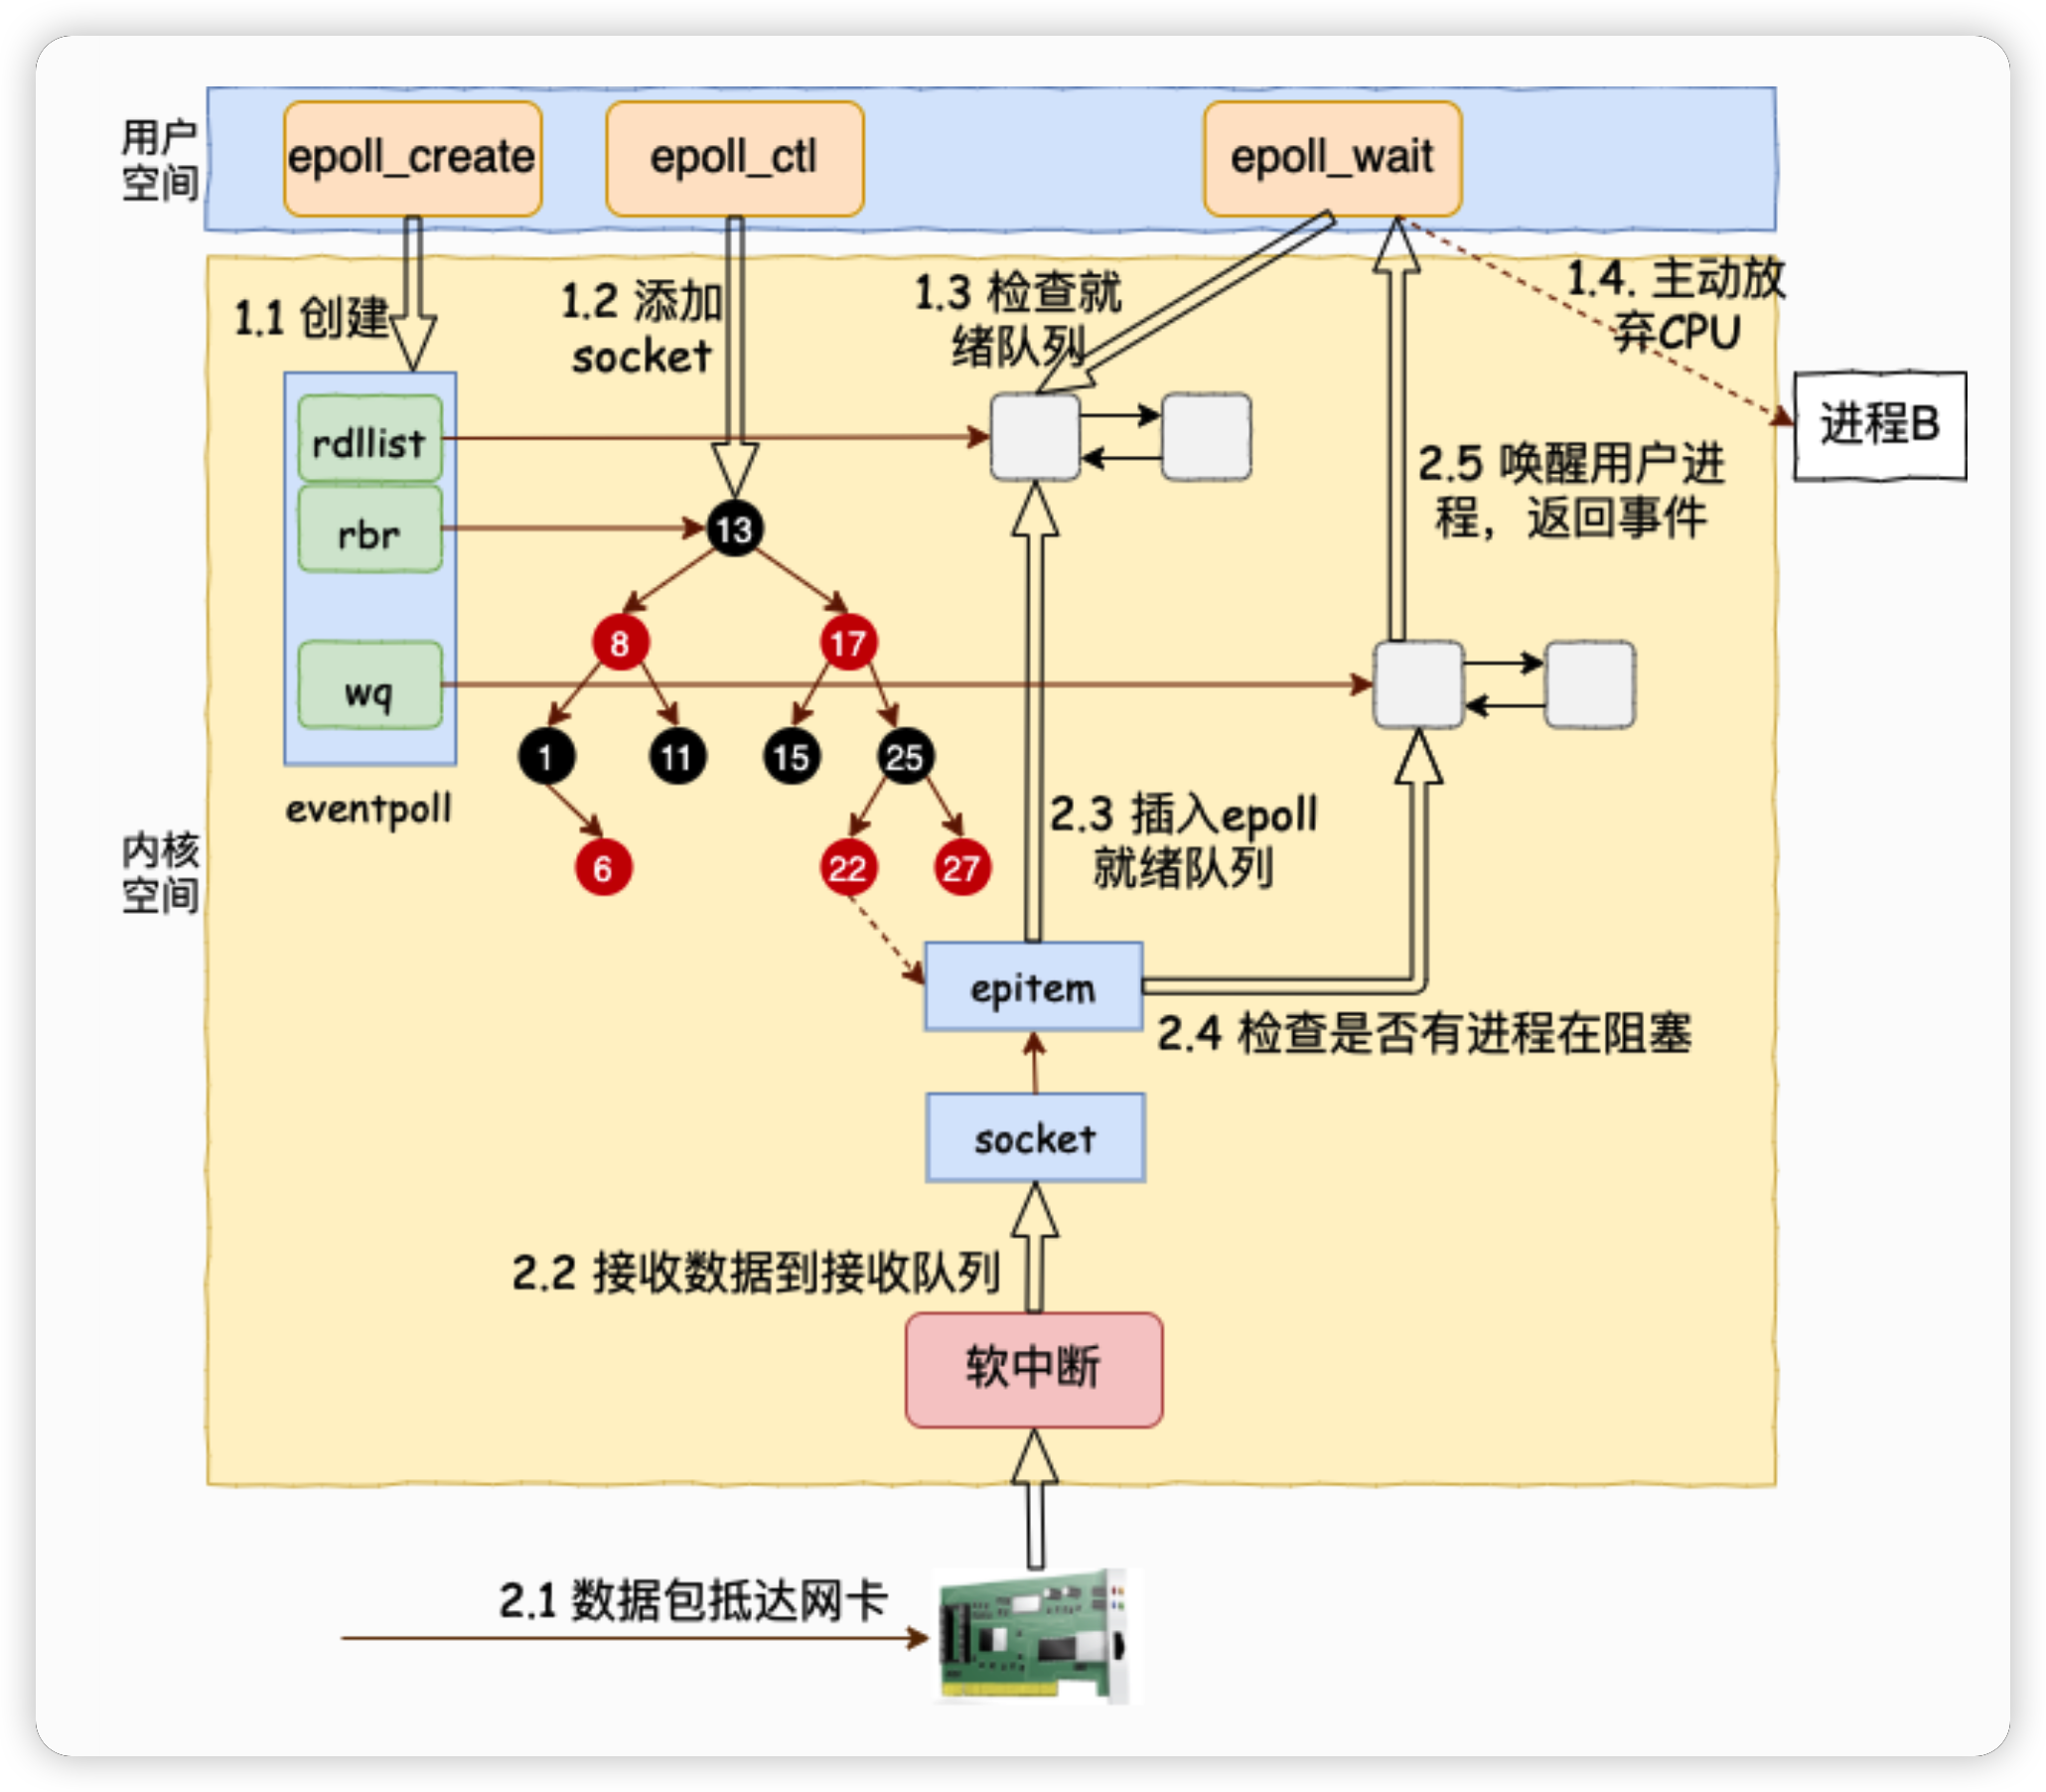 用户
空间
epoll_create
epoll_ctl
epoll_wait
1.1 创建
1.2 添加
socket
1.3 检查就
绪队列
1.4. 主动放
弃CPU
进程B
rdllist
rbr
wq
eventpoll
13
8
17
1
11
15
25
6
22
27
2.5 唤醒用户进
程，返回事件
内核
空间
2.3 插入epoll
就绪队列
epitem
2.4 检查是否有进程在阻塞
socket
2.2 接收数据到接收队列
软中断
2.1 数据包抵达网卡